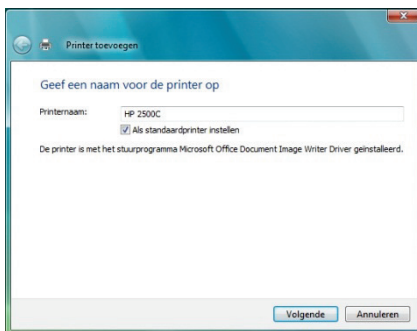 Printer toevoegen
Geef een naam voor de printer op
Printernaam: HP 2500C
Als standaardprinter instellen
De printer is met het stuurprogramma Microsoft Office Document Image Writer Driver geïnstalleerd.
Volgende Annuleren